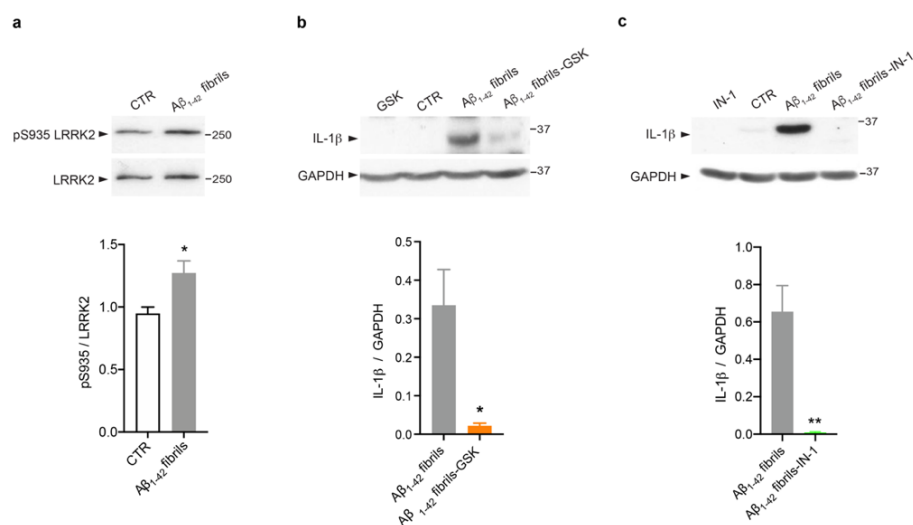 a
CTR
Aβ1-42 fibrils
pS935 LRRK2
-250
LRRK2
-250
pS935 / LRRK2
1.5
*
1.0
0.5
0.0
CTR
Aβ1-42 fibrils
b
GSK
CTR
Aβ1-42 fibrils
Aβ1-42 fibrils-GSK
IL-1β
-37
GAPDH
-37
IL-1β / GAPDH
0.5
0.4
0.3
0.2
0.1
*
0.0
Aβ1-42 fibrils
Aβ 1-42 fibrils-GSK
c
IN-1
CTR
Aβ1-42 fibrils
Aβ1-42 fibrils-IN-1
IL-1β
-37
GAPDH
-37
IL-1β / GAPDH
1.0
0.8
0.6
0.4
0.2
**
0.0
Aβ1-42 fibrils
Aβ1-42 fibrils-IN-1